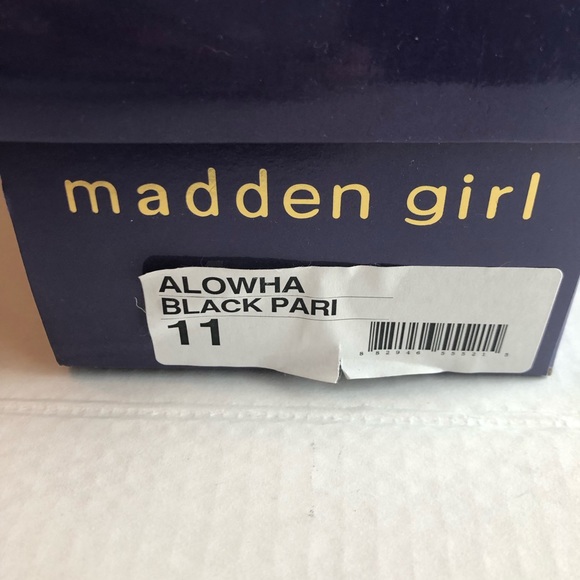 madden girl
ALOWHA
BLACK PARI
11